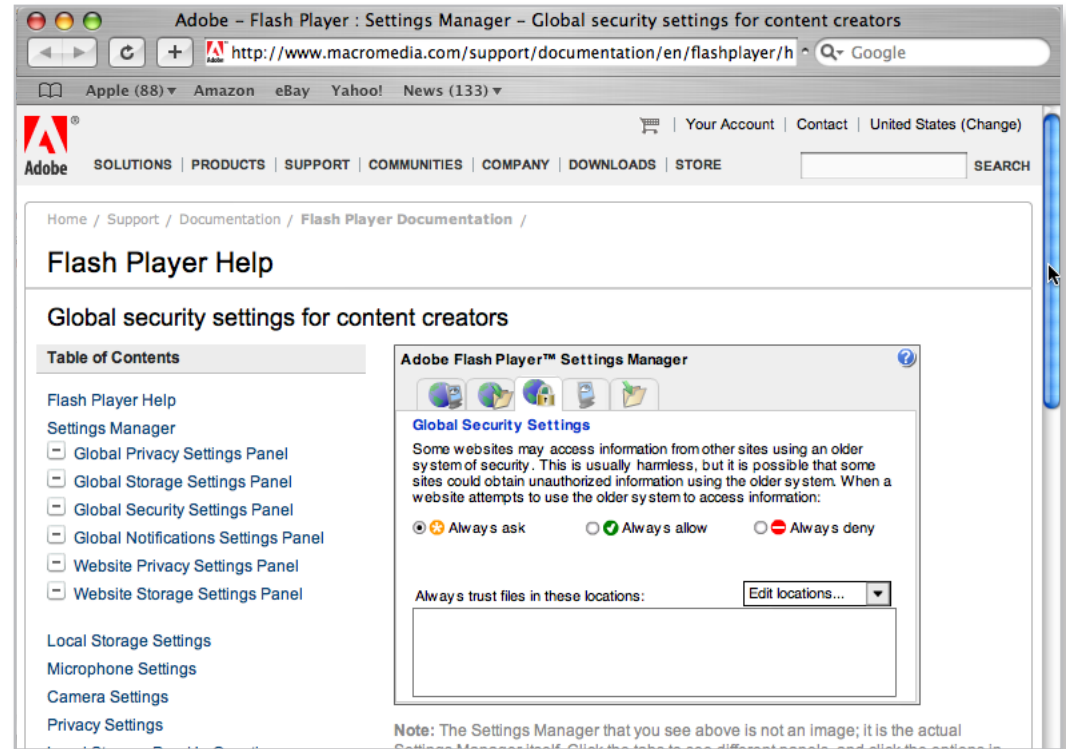 Adobe – Flash Player : Settings Manager – Global security settings for content creators
http://www.macromedia.com/support/documentation/en/flashplayer/h
Google
Apple (88) Amazon eBay Yahoo! News (133)
Adobe
Your Account | Contact | United States (Change)
SOLUTIONS | PRODUCTS | SUPPORT | COMMUNITIES | COMPANY | DOWNLOADS | STORE
SEARCH
Home / Support / Documentation / Flash Player Documentation /
Flash Player Help
Global security settings for content creators
Table of Contents
Flash Player Help
Settings Manager
Global Privacy Settings Panel
Global Storage Settings Panel
Global Security Settings Panel
Global Notifications Settings Panel
Website Privacy Settings Panel
Website Storage Settings Panel
Local Storage Settings
Microphone Settings
Camera Settings
Privacy Settings
Adobe Flash Player™ Settings Manager
Global Security Settings
Some websites may access information from other sites using an older
system of security. This is usually harmless, but it is possible that some
sites could obtain unauthorized information using the older system. When a
website attempts to use the older system to access information:
Always ask Always allow Always deny
Always trust files in these locations: Edit locations...
Note: The Settings Manager that you see above is not an image; it is the actual